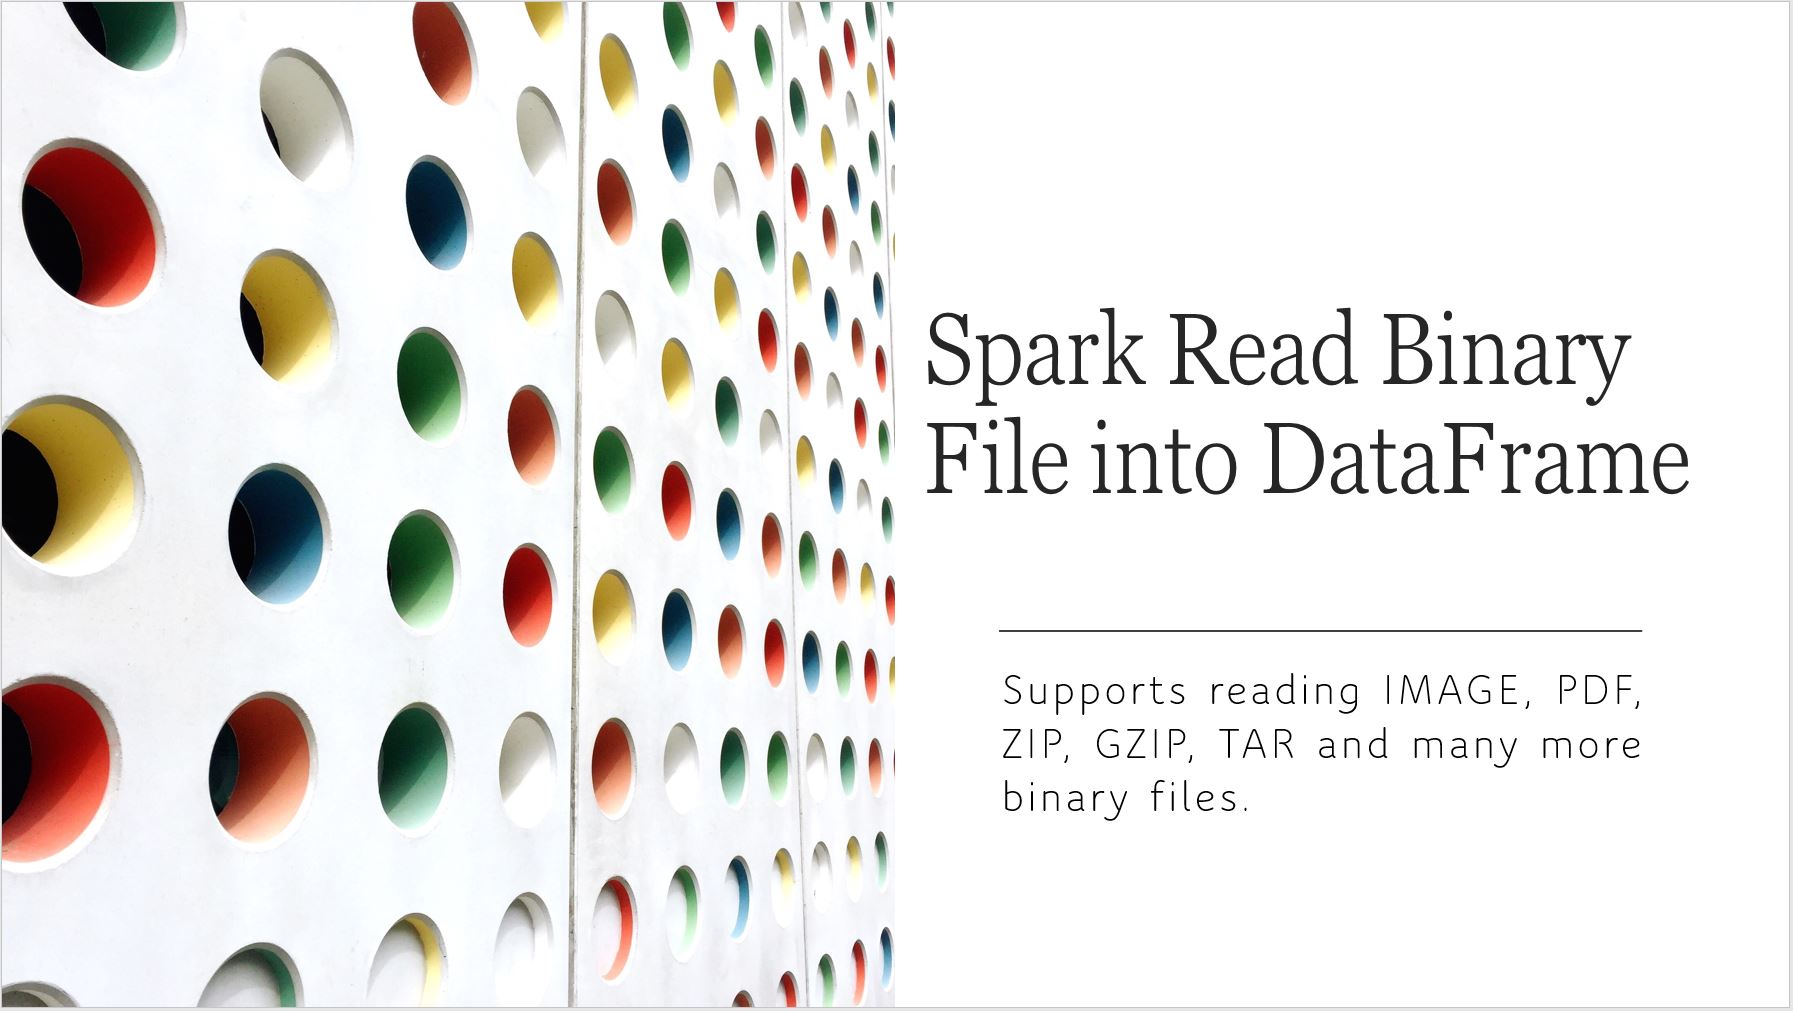 Spark Read Binary
File into DataFrame
Supports reading IMAGE, PDF,
ZIP, GZIP, TAR and many more
binary files.